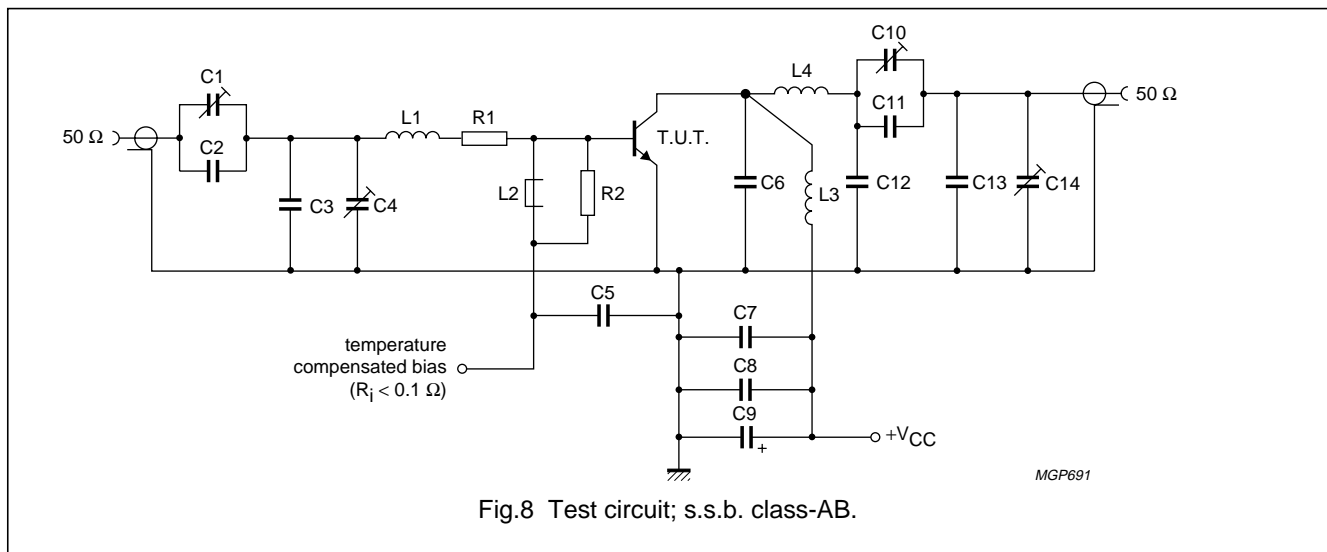 C10
C1
L4
50 Ω
50 Ω
L1
R1
C11
C2
T.U.T.
C3
C4
L2
R2
C6
L3
C12
C13
C14
C5
C7
temperature
compensated bias
(Ri < 0.1 Ω)
C8
C9
+
+VCC
MGP691
Fig.8 Test circuit; s.s.b. class-AB.